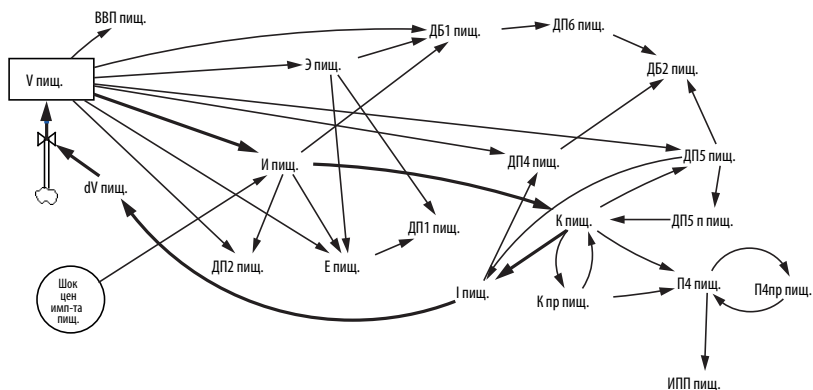 ВВП пищ.
ДБ1 пищ.
ДП6 пищ.
Э пищ.
ДБ2 пищ.
V пищ.
И пищ.
ДП4 пищ.
ДП5 пищ.
dV пищ.
К пищ.
ДП5 п пищ.
ДП1 пищ.
ДП2 пищ.
Е пищ.
Шок
цен
имп-та
пищ.
I пищ.
К пр пищ.
П4 пищ.
П4пр пищ.
ИПП пищ.